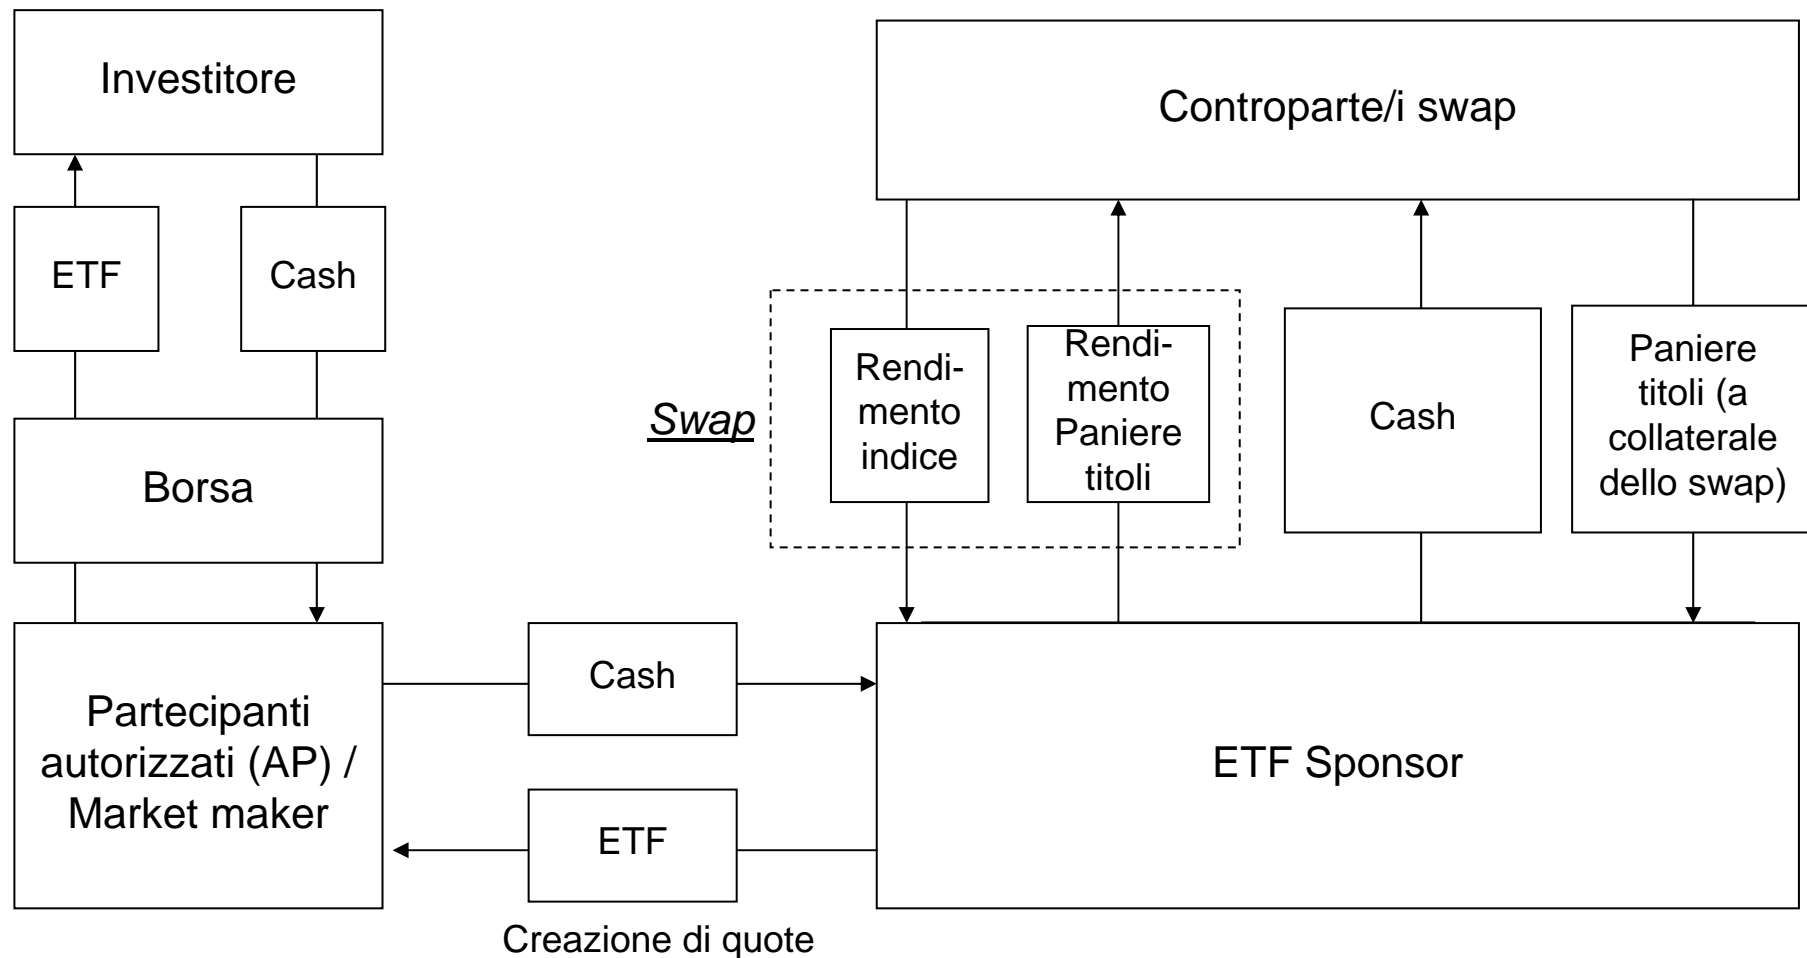 Investitore
Controparte/i swap
ETF
Cash
Swap
Rendi-
mento
indice
Rendi-
mento
Paniere
titoli
Cash
Paniere
titoli (a
collaterale
dello swap)
Borsa
Partecipanti
autorizzati (AP) /
Market maker
Cash
ETF
ETF Sponsor
Creazione di quote